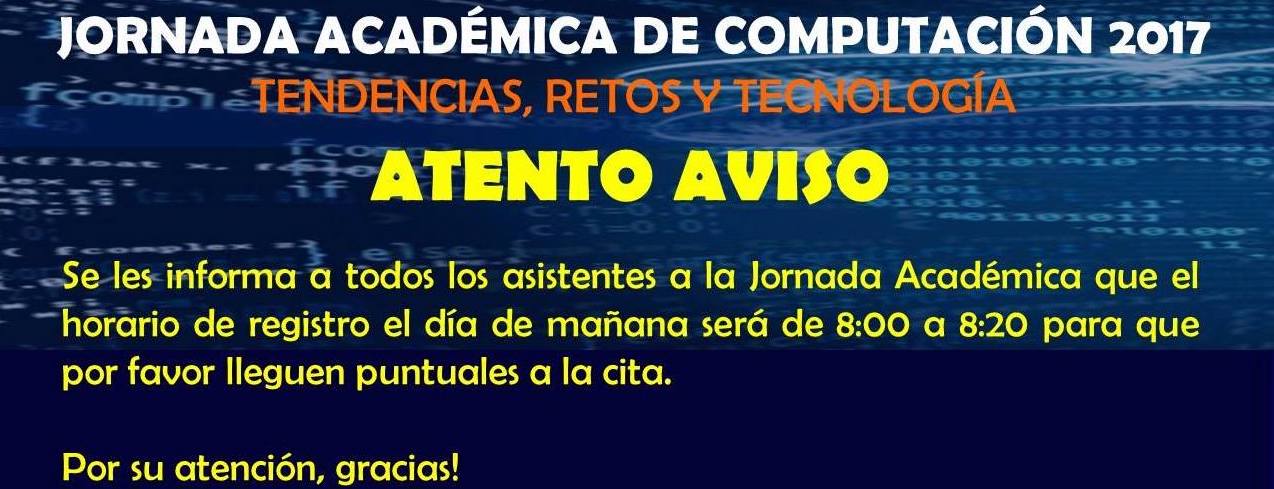 JORNADA ACADÉMICA DE COMPUTACIÓN 2017
TENDENCIAS, RETOS Y TECNOLOGÍA
ATENTO AVISO
Se les informa a todos los asistentes a la Jornada Académica que el
horario de registro el día de mañana será de 8:00 a 8:20 para que
por favor lleguen puntuales a la cita.
Por su atención, gracias!